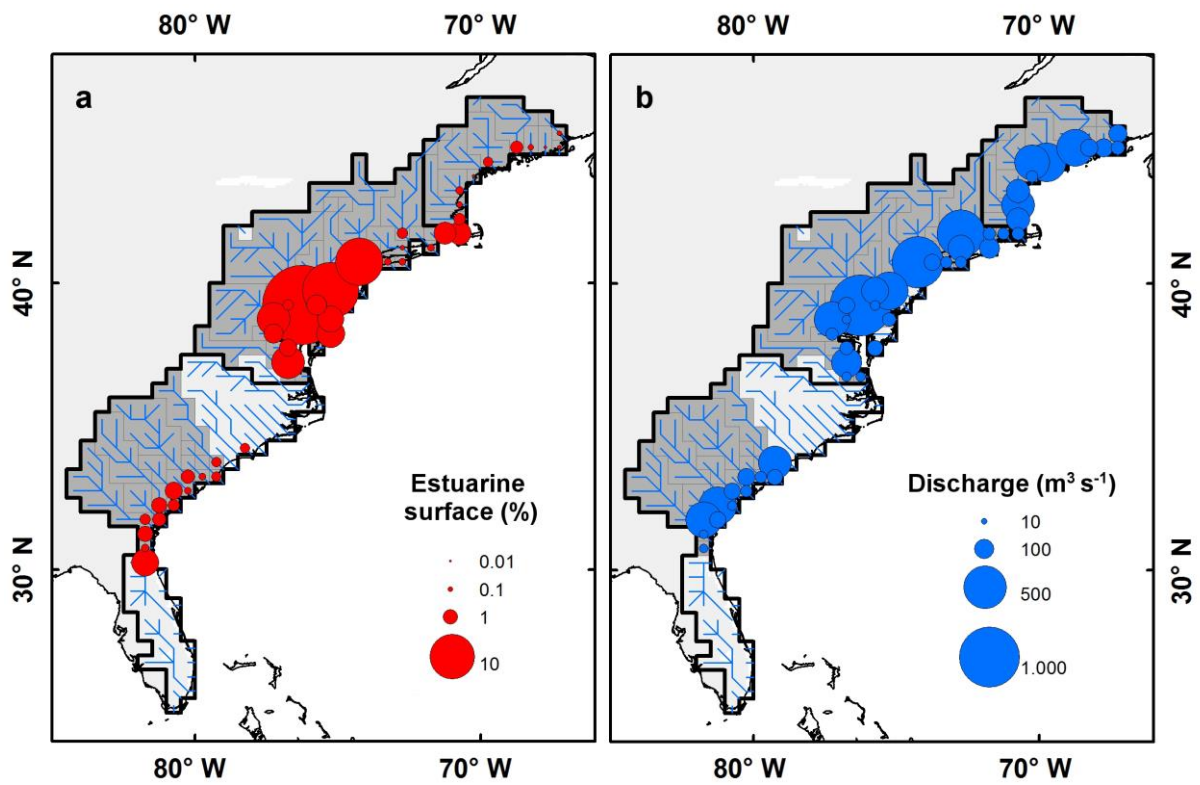 80° W 70° W 80° W 70° W
a b
40° N 40° N
Estuarine
surface (%)
0.01
0.1
1
10
Discharge (m³ s⁻¹)
10
100
500
1.000
30° N 30° N
80° W 70° W 80° W 70° W